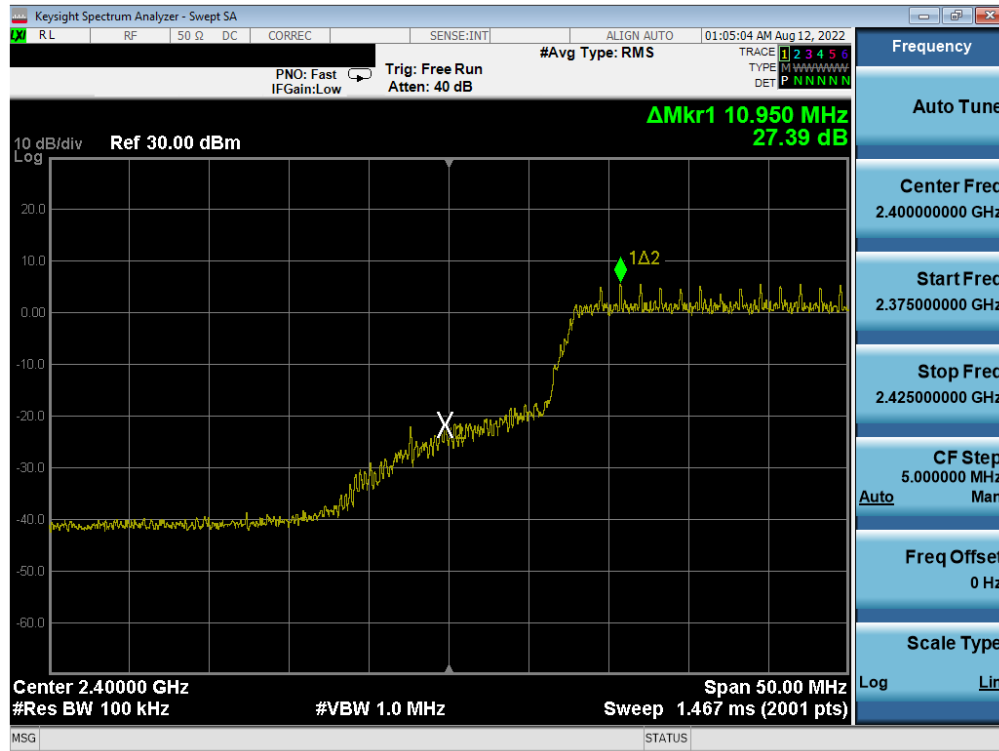 Keysight Spectrum Analyzer - Swept SA
LXI RL RF 50 Ω DC CORREC SENSE:INT ALIGN AUTO 01:05:04 AM Aug 12, 2022
#Avg Type: RMS
TRACE 1 2 3 4 5 6
TYPE M WWWWW
DET P N N N N N
PNO: Fast
IFGain:Low
Trig: Free Run
Atten: 40 dB
ΔMkr1 10.950 MHz
27.39 dB
10 dB/div Ref 30.00 dBm
Log
20.0
10.0
0.00
-10.0
-20.0
-30.0
-40.0
-50.0
-60.0
1Δ2
X
Center 2.40000 GHz
Span 50.00 MHz
#Res BW 100 kHz
#VBW 1.0 MHz
Sweep 1.467 ms (2001 pts)
MSG
STATUS
Frequency
Auto Tune
Center Freq
2.400000000 GHz
Start Freq
2.375000000 GHz
Stop Freq
2.425000000 GHz
CF Step
5.000000 MHz
Auto Man
Freq Offset
0 Hz
Scale Type
Log Lin